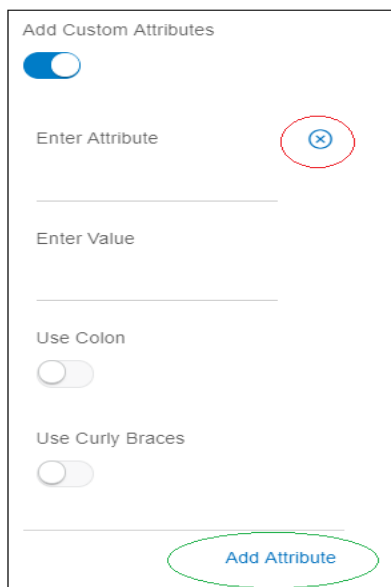 Add Custom Attributes
Enter Attribute
Enter Value
Use Colon
Use Curly Braces
Add Attribute